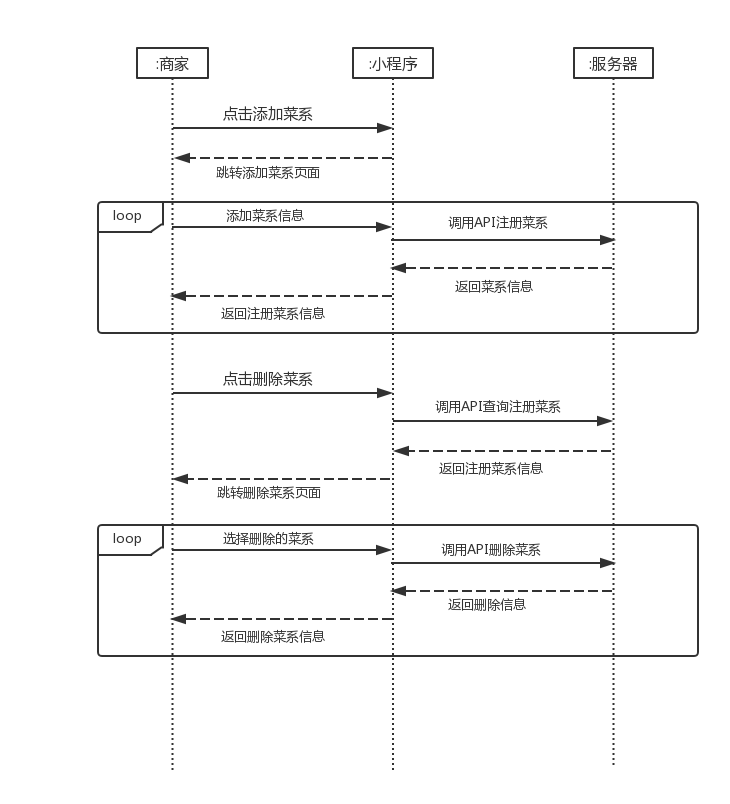 :商家
:小程序
:服务器
点击添加菜系
跳转添加菜系页面
loop
添加菜系信息
调用API注册菜系
返回菜系信息
返回注册菜系信息
点击删除菜系
调用API查询注册菜系
返回注册菜系信息
跳转删除菜系页面
loop
选择删除的菜系
调用API删除菜系
返回删除信息
返回删除菜系信息